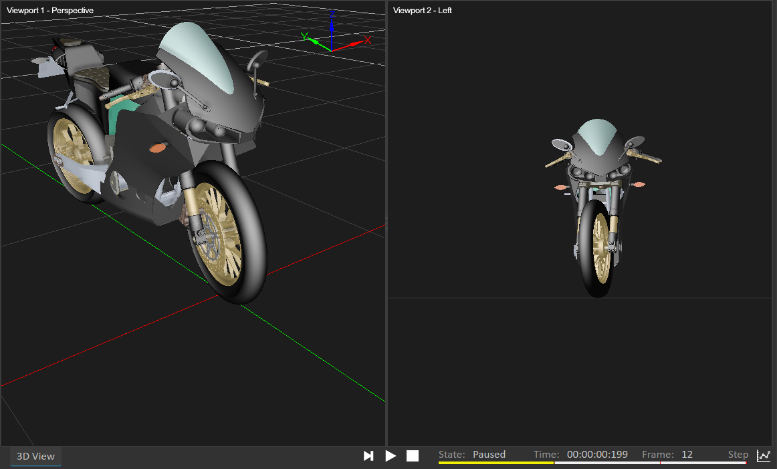 Viewport 1 - Perspective
Viewport 2 - Left
Y
X
3D View
State: Paused Time: 00:00:00:199 Frame: 12 Step